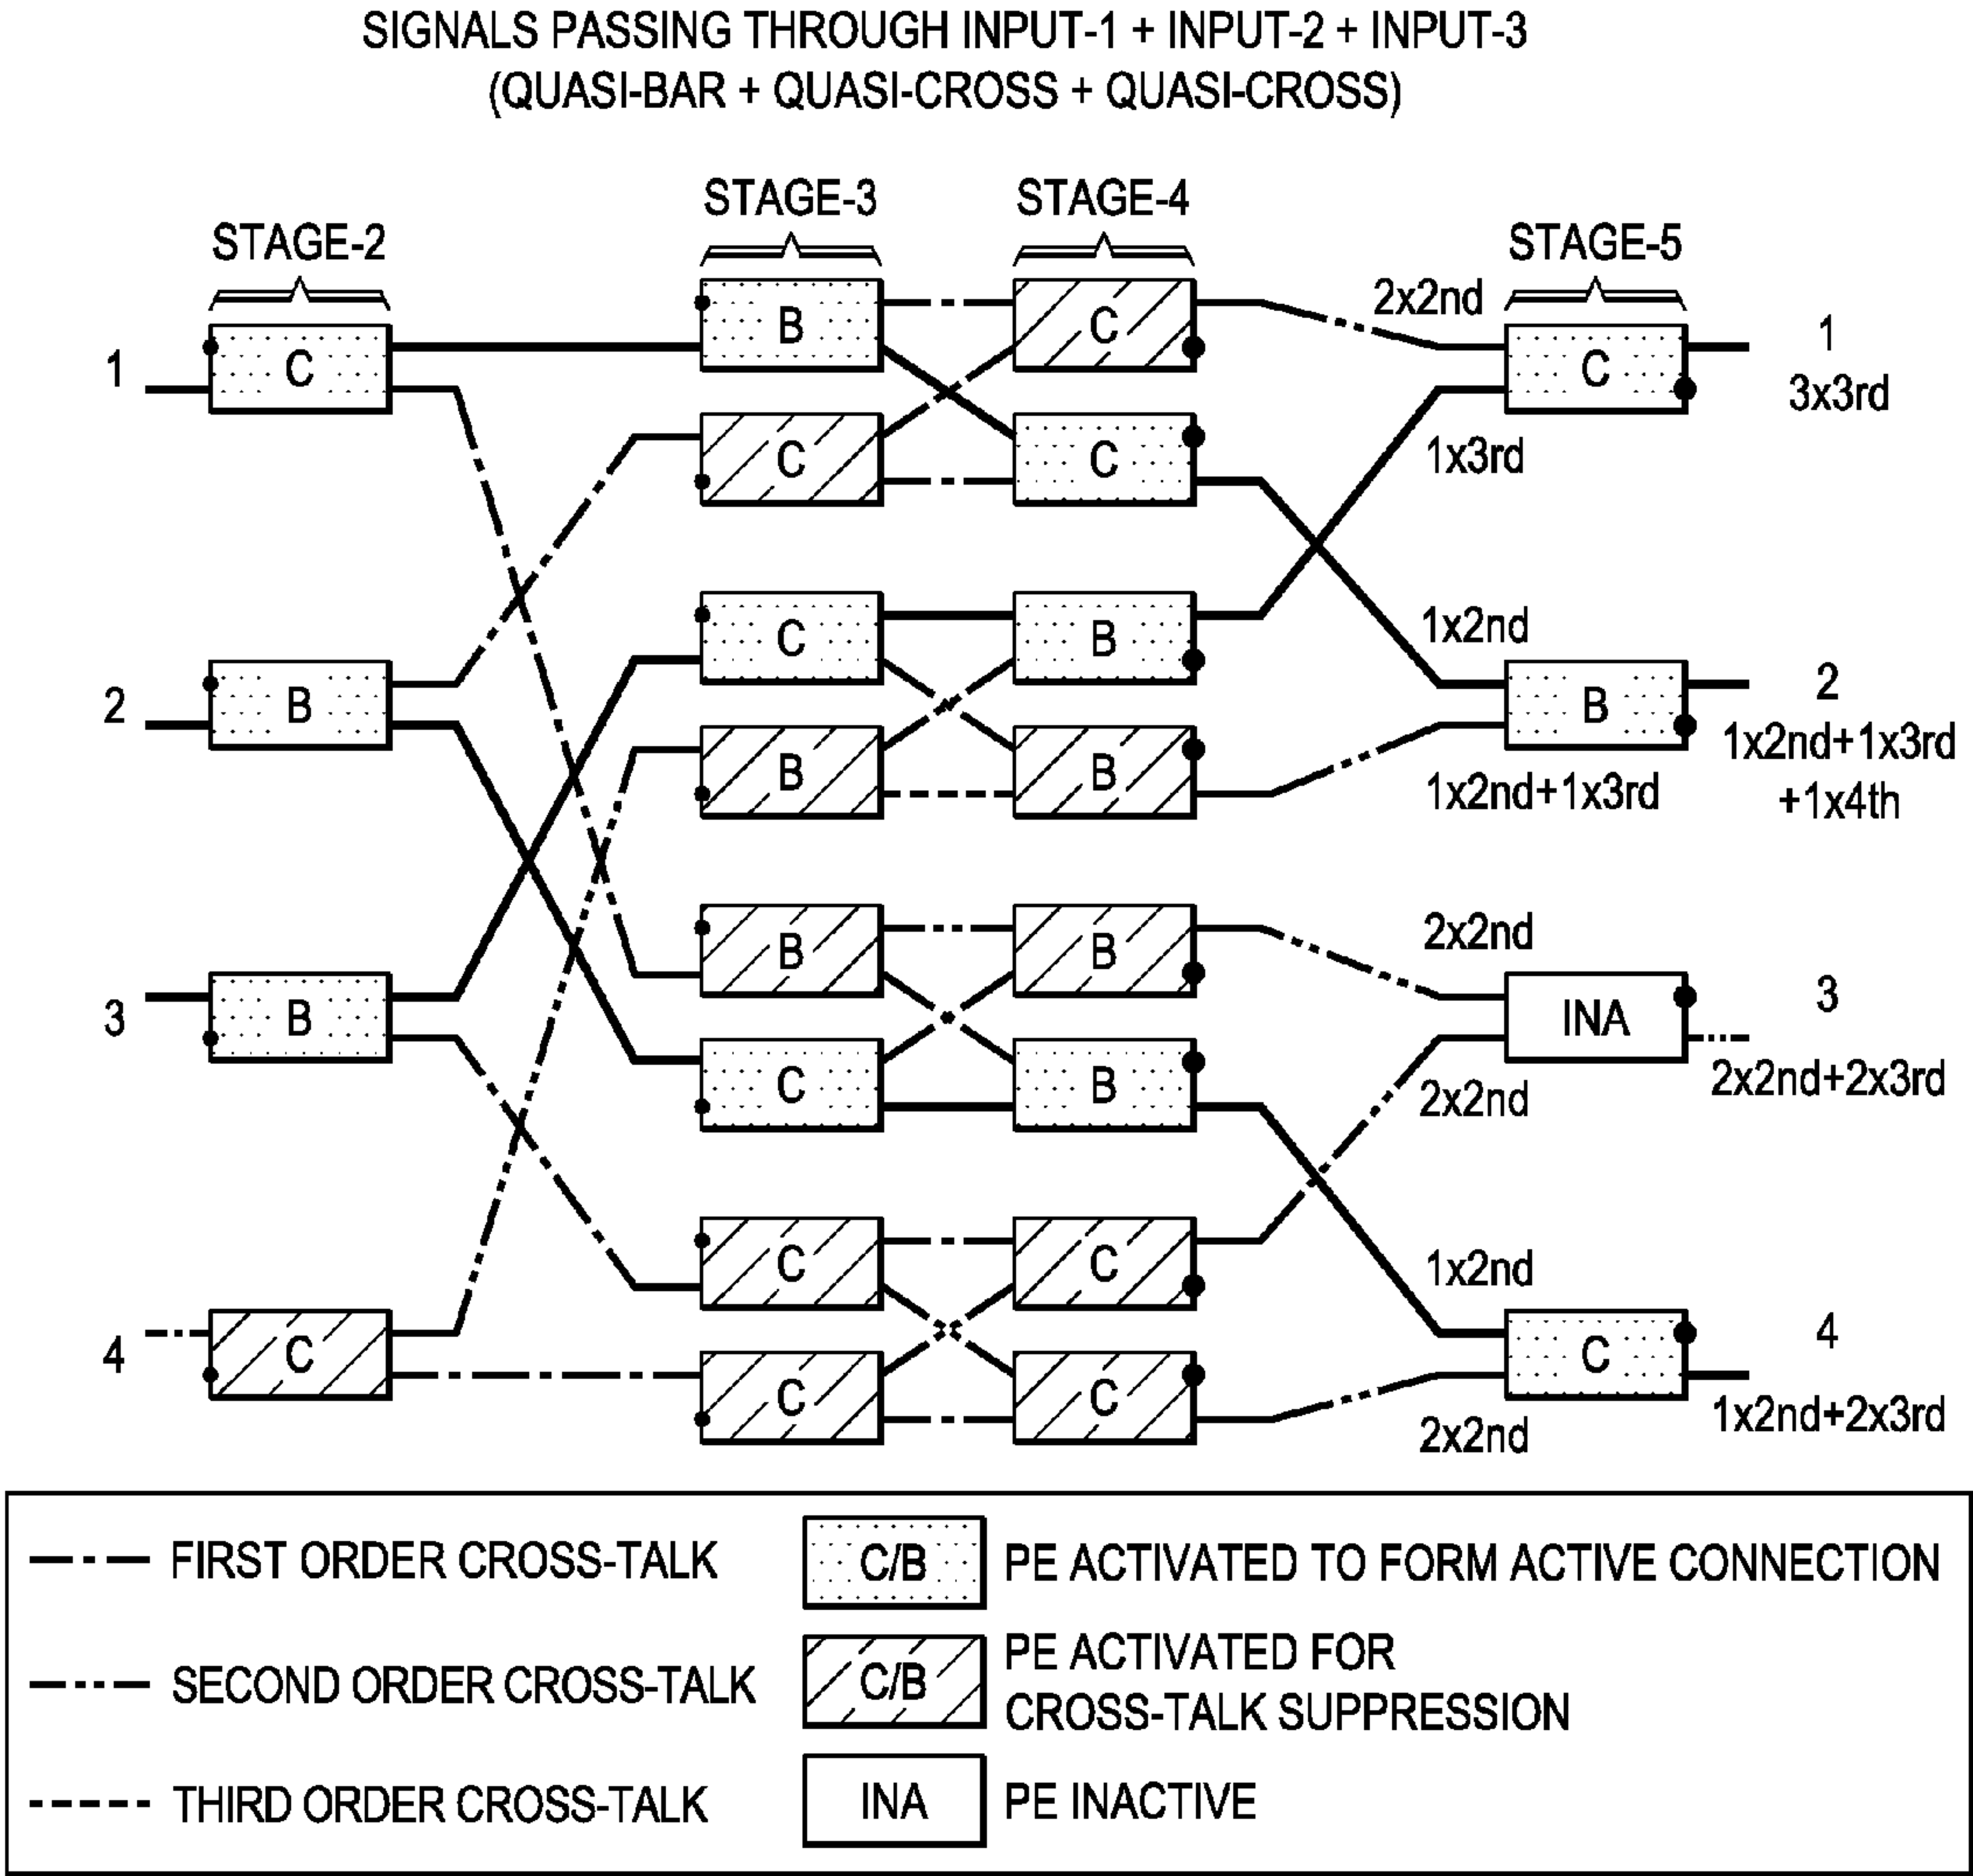 SIGNALS PASSING THROUGH INPUT-1 + INPUT-2 + INPUT-3
(QUASI-BAR + QUASI-CROSS + QUASI-CROSS)
STAGE-2
STAGE-3
STAGE-4
STAGE-5
1
C
B
C
2x2nd
C
1
3x3rd
C
C
1x3rd
2
B
C
B
1x2nd
B
2
1x2nd+1x3rd
+1x4th
B
B
1x2nd+1x3rd
3
B
B
B
2x2nd
INA
3
2x2nd+2x3rd
C
B
2x2nd
4
C
C
C
1x2nd
C
4
1x2nd+2x3rd
C
C
2x2nd
FIRST ORDER CROSS-TALK
C/B
PE ACTIVATED TO FORM ACTIVE CONNECTION
SECOND ORDER CROSS-TALK
C/B
PE ACTIVATED FOR
CROSS-TALK SUPPRESSION
THIRD ORDER CROSS-TALK
INA
PE INACTIVE